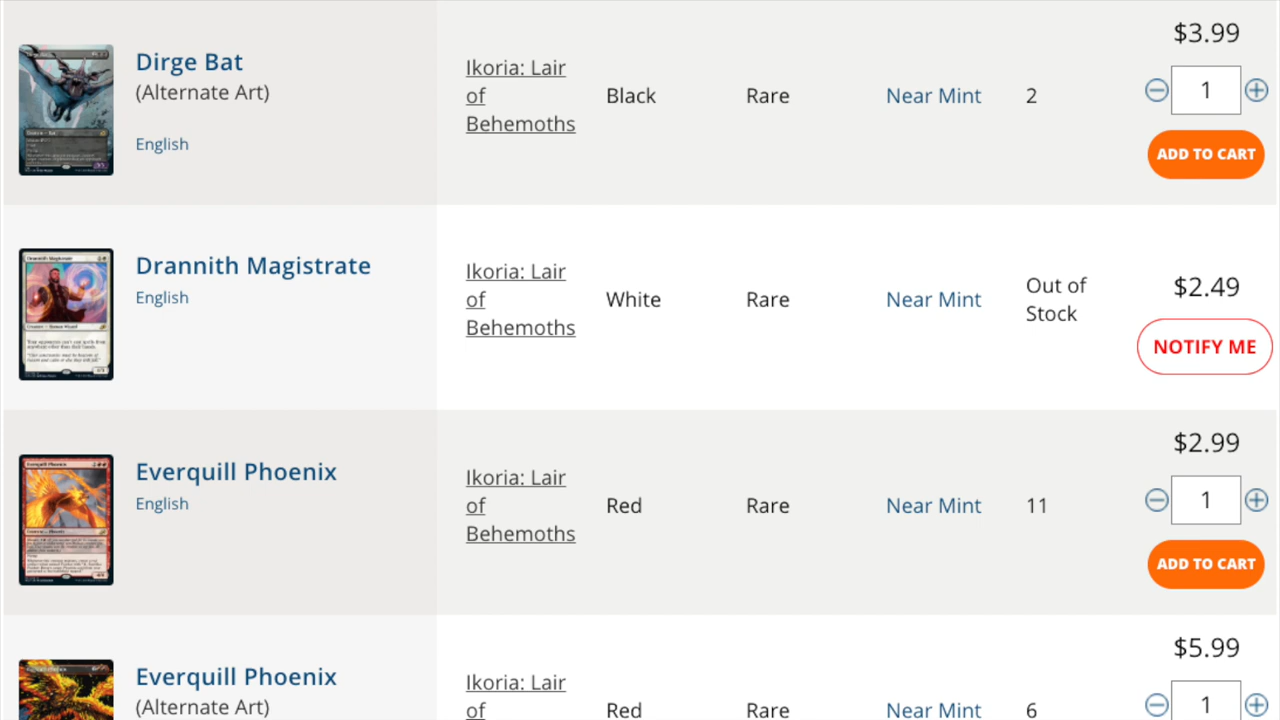 $3.99
Dirge Bat
(Alternate Art)
English
Ikoria: Lair
of
Behemoths
Black
Rare
Near Mint
2
1
ADD TO CART
Drannith Magistrate
English
Ikoria: Lair
of
Behemoths
White
Rare
Near Mint
Out of
Stock
$2.49
NOTIFY ME
Everquill Phoenix
English
Ikoria: Lair
of
Behemoths
Red
Rare
Near Mint
11
$2.99
1
ADD TO CART
Everquill Phoenix
(Alternate Art)
Ikoria: Lair
of
Red
Rare
Near Mint
6
$5.99
1